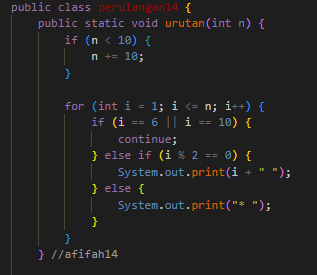 public class perulangan14 {
    public static void urutan(int n) {
        if (n < 10) {
            n += 10;
        }

        for (int i = 1; i <= n; i++) {
            if (i == 6 || i == 10) {
                continue;
            } else if (i % 2 == 0) {
                System.out.print(i + " ");
            } else {
                System.out.print("* ");
            }
        }
    } //afifah14